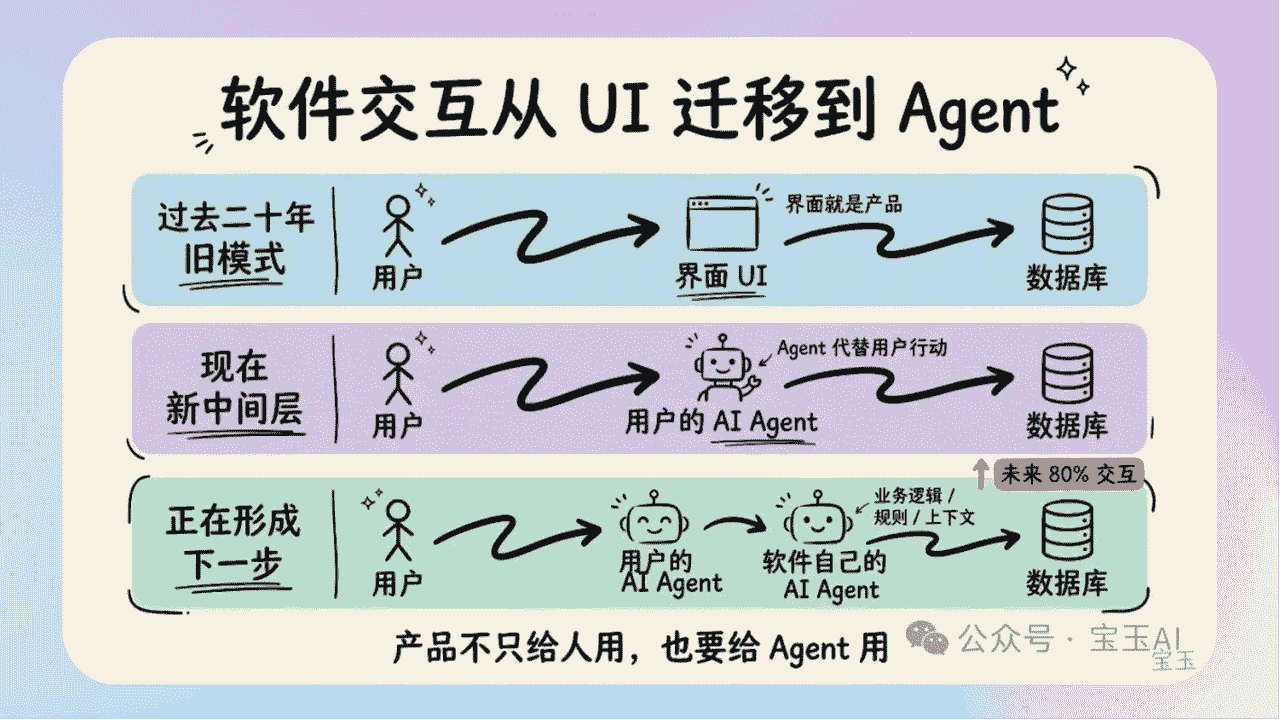 软件交互从 UI 迁移到 Agent
过去二十年
旧模式
用户
界面 UI
界面就是产品
数据库
现在
新中间层
用户
用户的 AI Agent
Agent 代替用户行动
数据库
未来 80% 交互
正在形成
下一步
用户
用户的
AI Agent
软件自己的
AI Agent
业务逻辑 /
规则 / 上下文
数据库
产品不只给人用，也要给 Agent 用
公众号 · 宝玉AI
宝玉